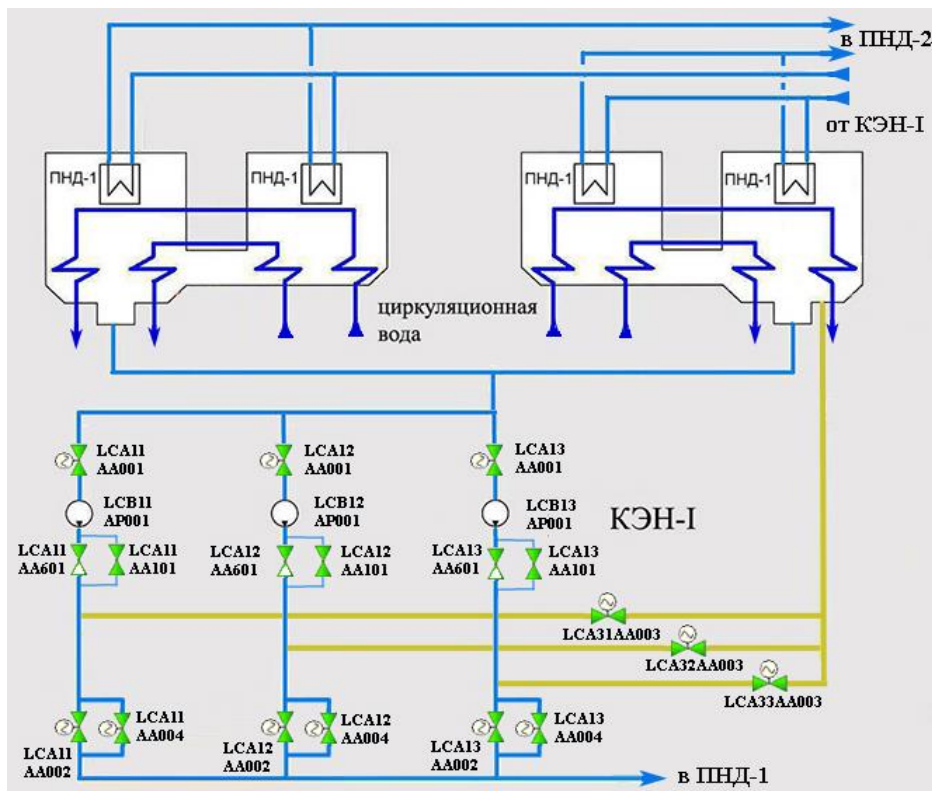 в ПНД-2
от КЭН-I
ПНД-1
ПНД-1
ПНД-1
ПНД-1
циркуляционная
вода
LCA11
AA001
LCA12
AA001
LCA13
AA001
LCB11
AP001
LCB12
AP001
LCB13
AP001
КЭН-I
LCA11
AA601
LCA11
AA101
LCA12
AA601
LCA12
AA101
LCA13
AA601
LCA13
AA101
LCA31AA003
LCA32AA003
LCA33AA003
LCA11
AA004
LCA12
AA004
LCA13
AA004
LCA11
AA002
LCA12
AA002
LCA13
AA002
в ПНД-1